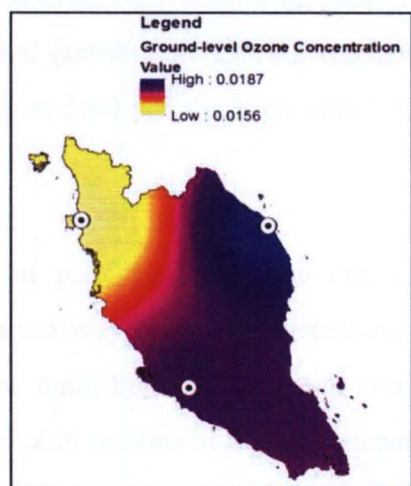 Legend
Ground-level Ozone Concentration
Value
High : 0.0187
Low : 0.0156